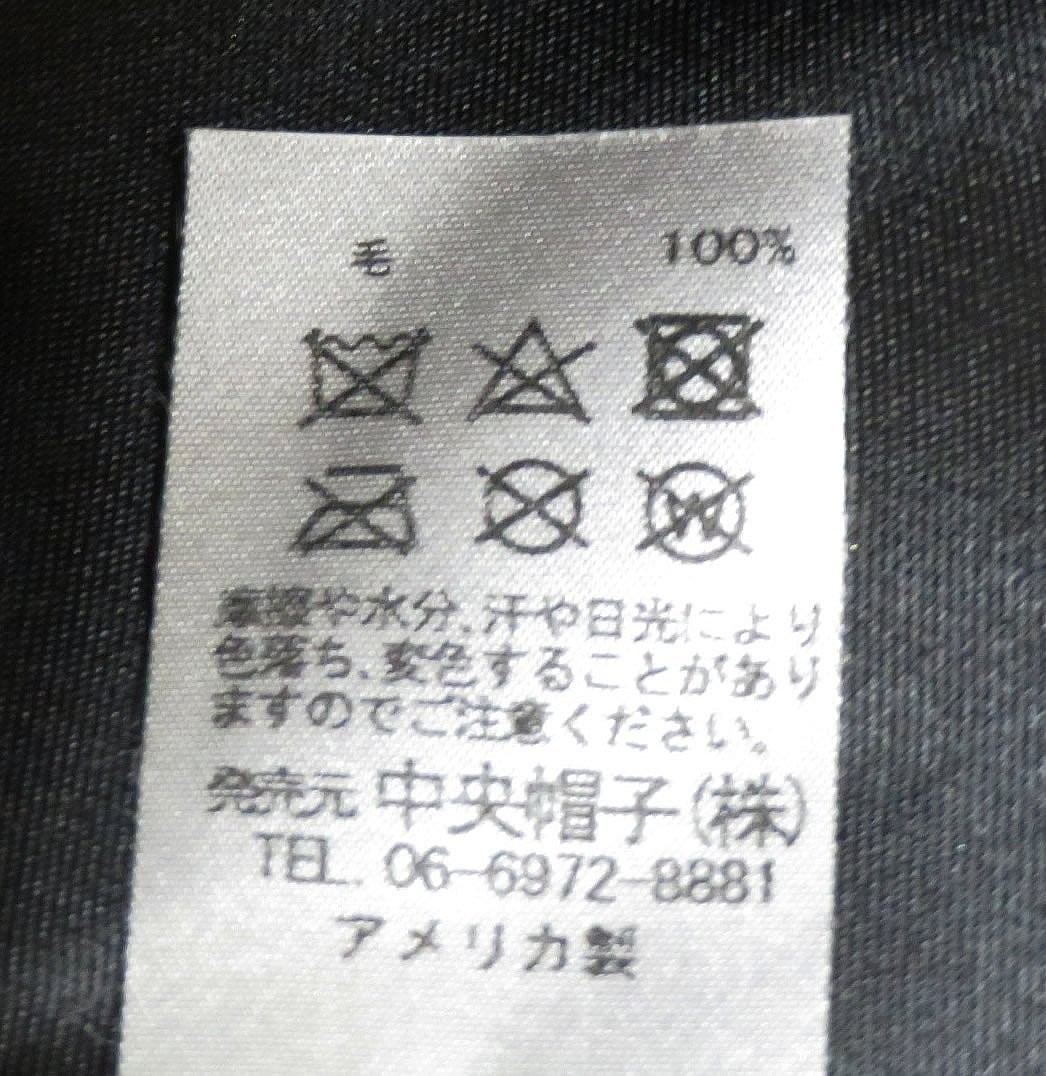 毛 100%
W
摩擦や水分、汗や日光により
色落ち、変色することがあり
ますのでご注意ください。
発売元 中央帽子(株)
TEL. 06-6972-8881
アメリカ製